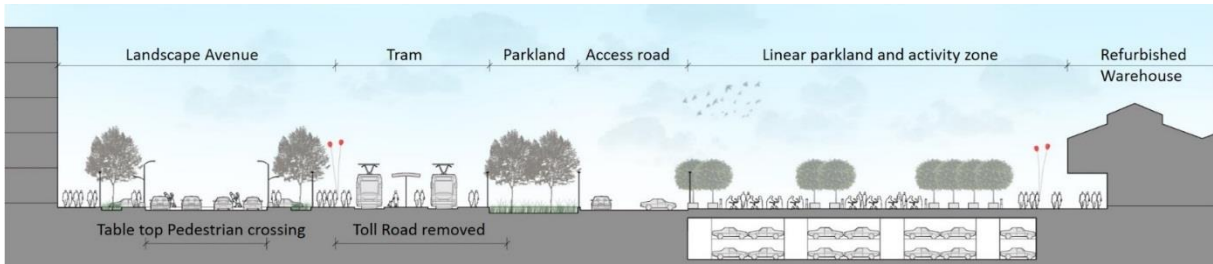 Landscape Avenue
Tram
Parkland
Access road
Linear parkland and activity zone
Refurbished
Warehouse
Table top Pedestrian crossing
Toll Road removed